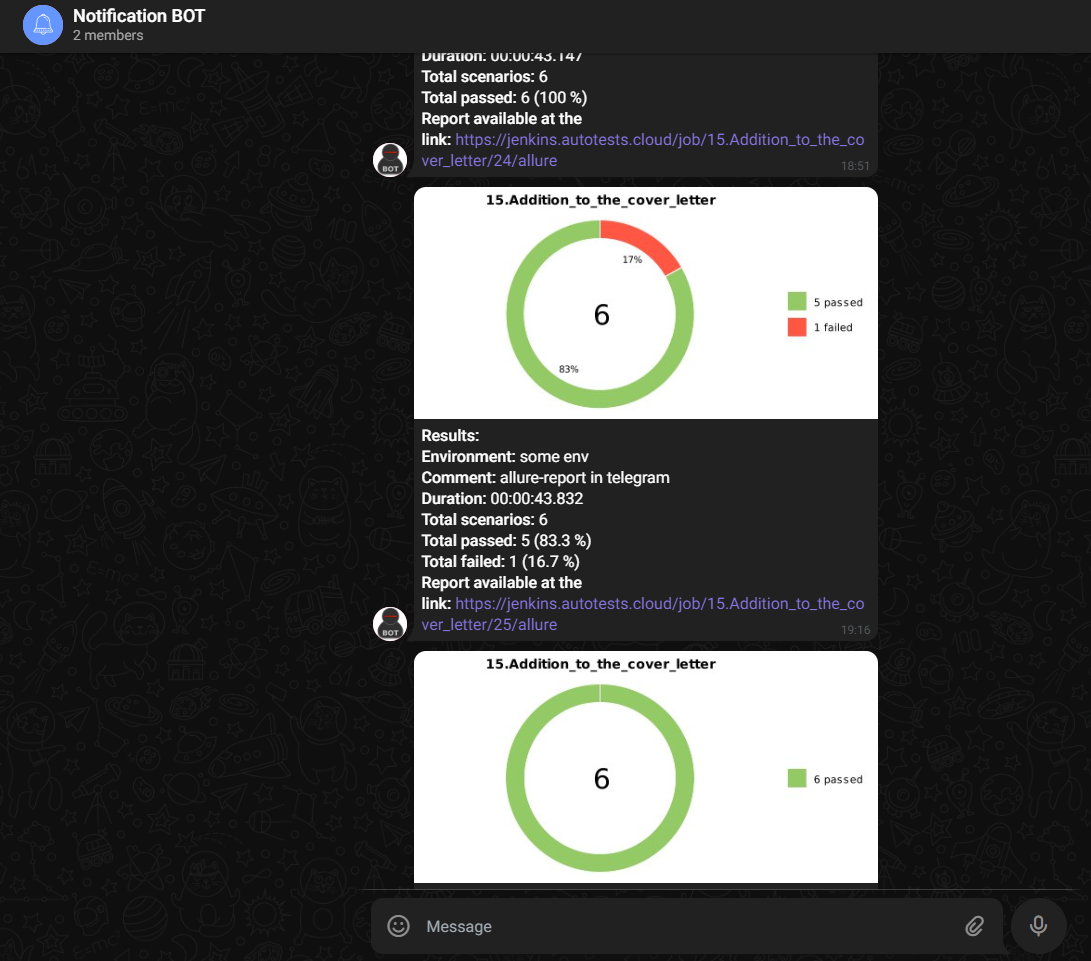 Notification BOT
2 members
Duration: 00:00:43.147
Total scenarios: 6
Total passed: 6 (100 %)
Report available at the
link: https://jenkins.autotests.cloud/job/15.Addition_to_the_co
ver_letter/24/allure
18:51
BOT
15.Addition_to_the_cover_letter
17%
6
83%
5 passed
1 failed
Results:
Environment: some env
Comment: allure-report in telegram
Duration: 00:00:43.832
Total scenarios: 6
Total passed: 5 (83.3 %)
Total failed: 1 (16.7 %)
Report available at the
link: https://jenkins.autotests.cloud/job/15.Addition_to_the_co
ver_letter/25/allure
19:16
BOT
15.Addition_to_the_cover_letter
6
6 passed
Message